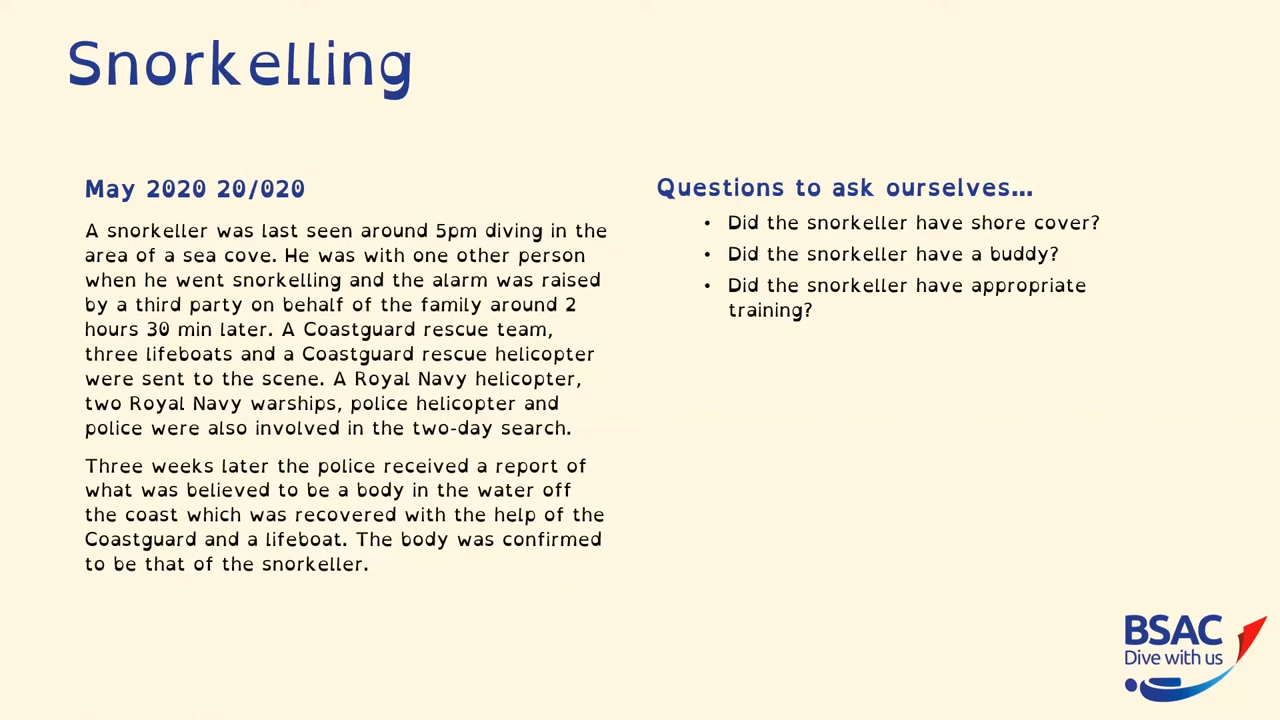 Snorkelling
May 2020 20/020
A snorkeller was last seen around 5pm diving in the
area of a sea cove. He was with one other person
when he went snorkelling and the alarm was raised
by a third party on behalf of the family around 2
hours 30 min later. A Coastguard rescue team,
three lifeboats and a Coastguard rescue helicopter
were sent to the scene. A Royal Navy helicopter,
two Royal Navy warships, police helicopter and
police were also involved in the two-day search.
Three weeks later the police received a report of
what was believed to be a body in the water off
the coast which was recovered with the help of the
Coastguard and a lifeboat. The body was confirmed
to be that of the snorkeller.
Questions to ask ourselves...
• Did the snorkeller have shore cover?
• Did the snorkeller have a buddy?
• Did the snorkeller have appropriate
training?
BSAC
Dive with us